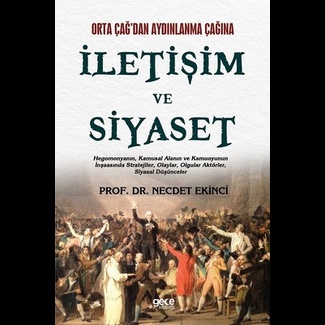 ORTA ÇAĞ'DAN AYDINLANMA ÇAĞINA
İLETİŞİM
VE
SİYASET
Hegomonyanın, Kamusal Alanın ve Kamuoyunun
İnşaasında Stratejiler, Olaylar, Olgular Aktörler,
Siyasal Düşünceler
PROF. DR. NECDET EKİNCİ
gece